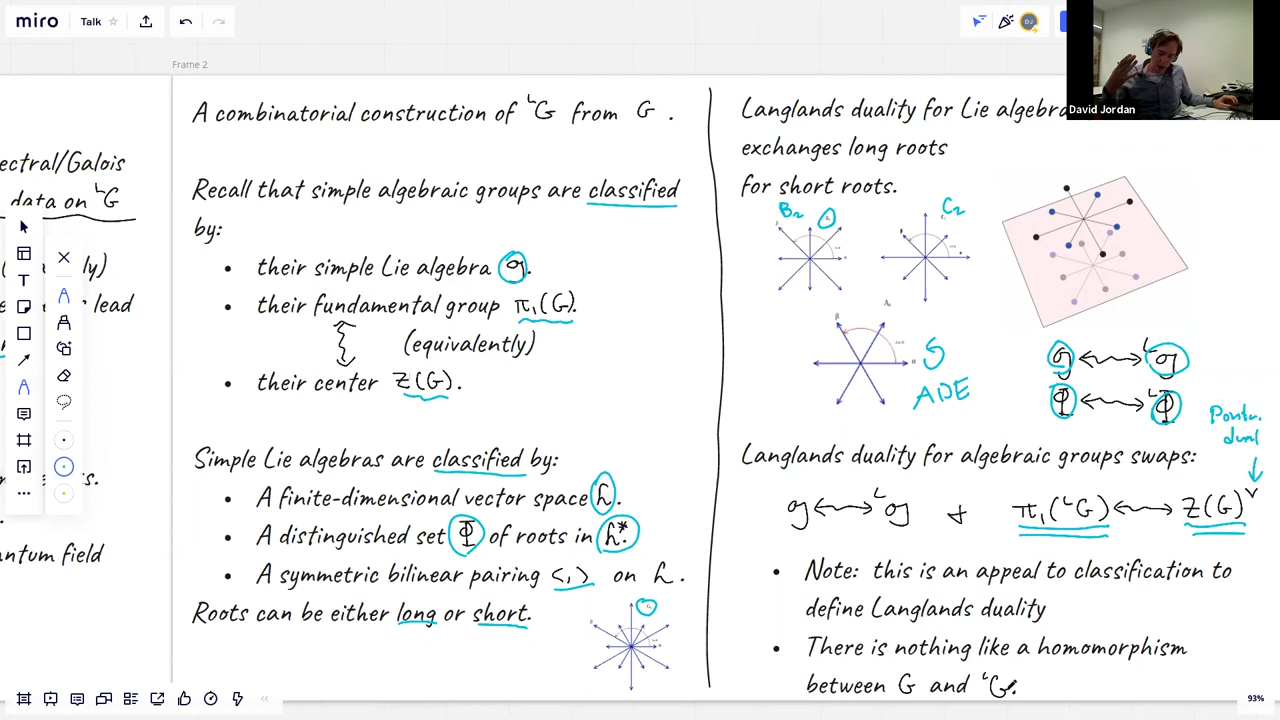 miro
Talk
Frame 2
David Jordan
ectral/Galois
data on ᴸG
lead
s.
antum field
A combinatorial construction of ᴸG from G.
Recall that simple algebraic groups are classified
by:
• their simple Lie algebra 𝔤.
• their fundamental group π₁(G).
(equivalently)
• their center Z(G).
Simple Lie algebras are classified by:
• A finite-dimensional vector space h.
• A distinguished set Φ of roots in h*.
• A symmetric bilinear pairing <,> on h.
Roots can be either long or short.
Langlands duality for Lie algebra
exchanges long roots
for short roots.
B₂
C₂
ADE
𝔤 ↔ ᴸ𝔤
Φ ↔ ᴸΦ
Pontr.
dual
Langlands duality for algebraic groups swaps:
𝔤 ↔ ᴸ𝔤 + π₁(ᴸG) ↔ Z(G)ᵛ
• Note: this is an appeal to classification to
define Langlands duality
• There is nothing like a homomorphism
between G and ᴸG.
93%